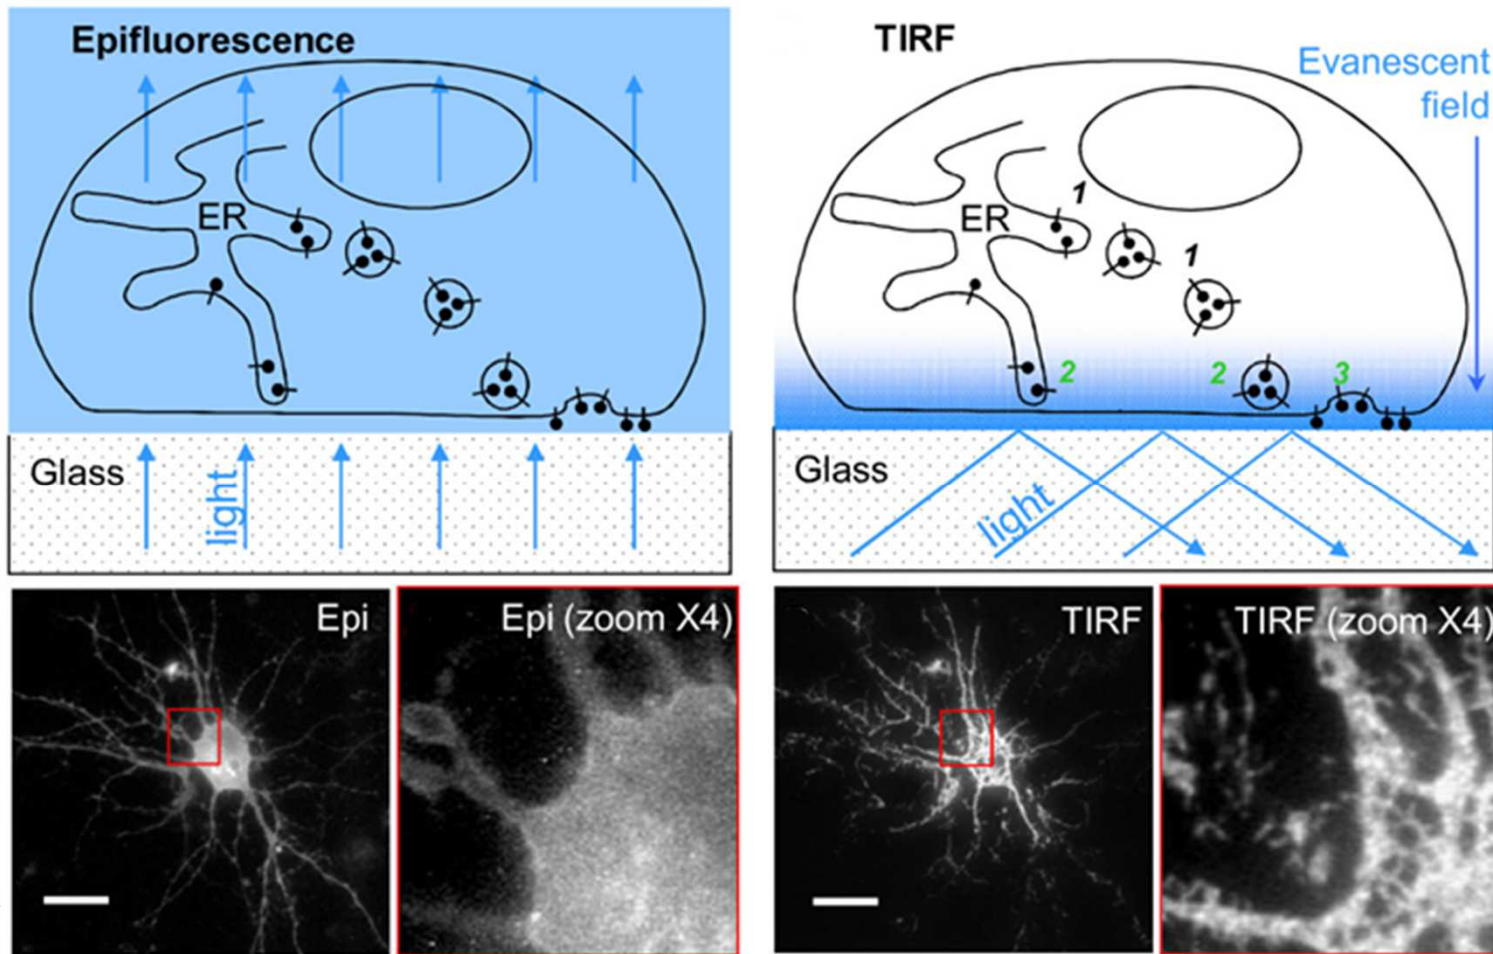 Epifluorescence
ER
Glass
light
TIRF
Evanescent
field
1
ER
1
2
2
3
Glass
light
Epi
Epi (zoom X4)
TIRF
TIRF (zoom X4)